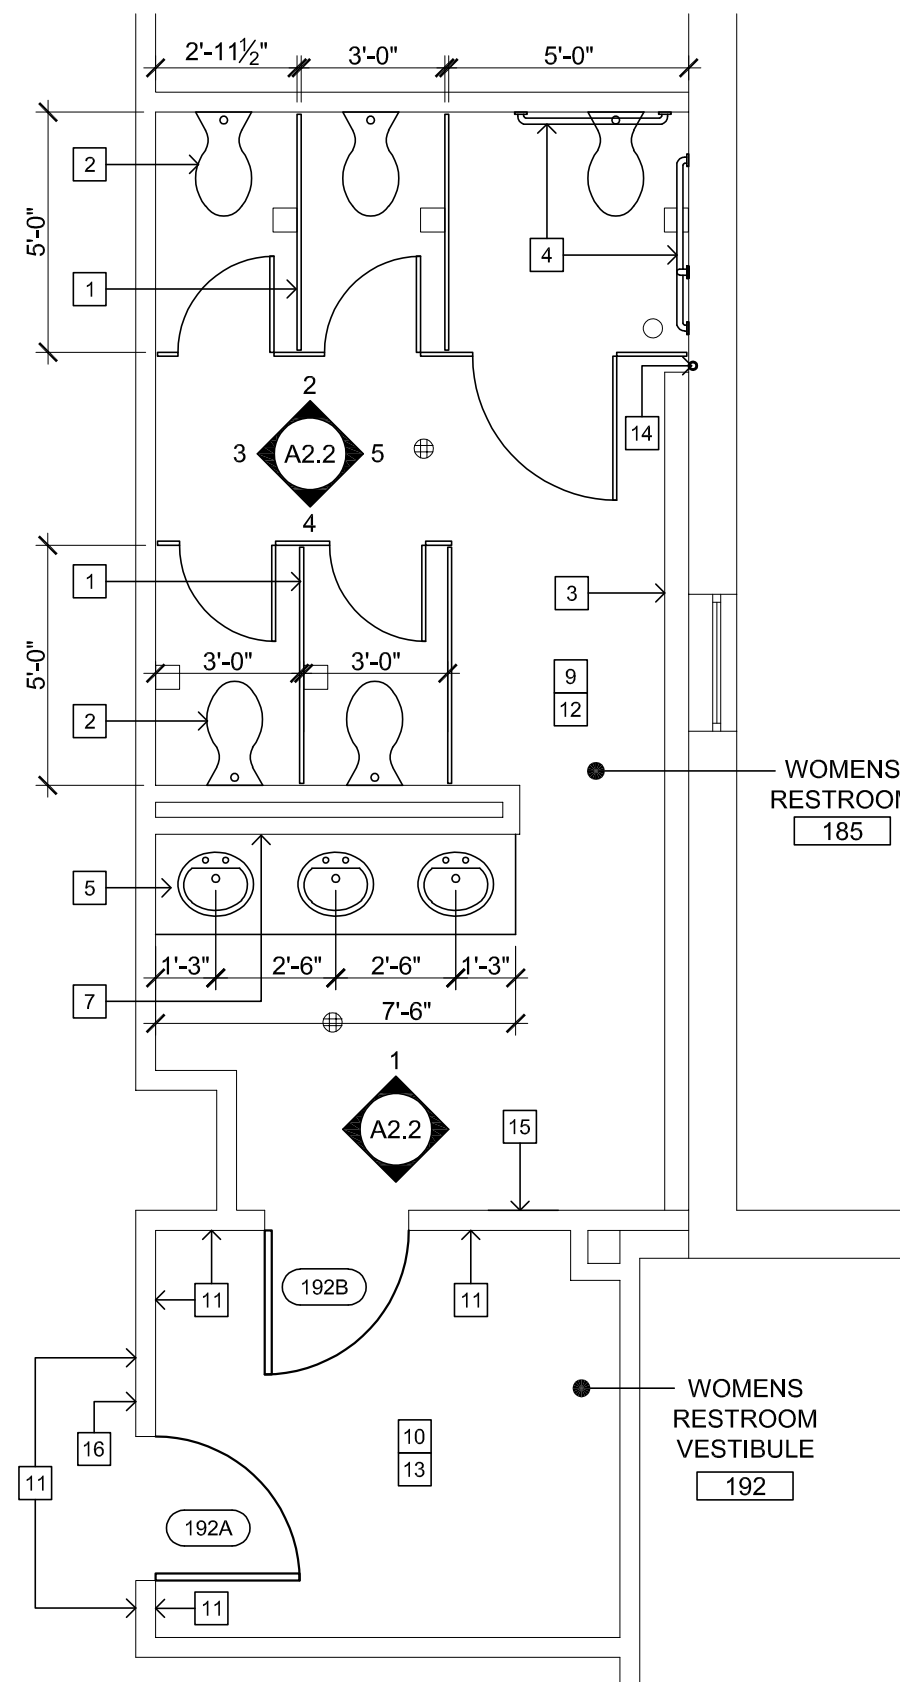 2'-11½" 3'-0" 5'-0"
2
5'-0"
4
1
2
14
3 A2.2 5
4
1
3
5'-0"
3'-0" 3'-0"
9
2
12
WOMENS
RESTROOM
185
5
1'-3" 2'-6" 2'-6" 1'-3"
7
7'-6"
1
A2.2
15
192B
11
11
WOMENS
RESTROOM
VESTIBULE
192
10
16
13
11
192A
11